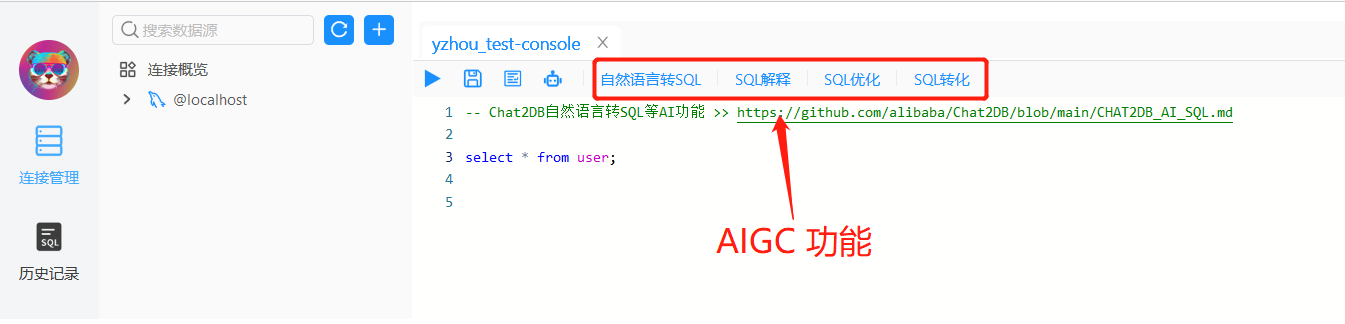 搜索数据源
连接概览
@localhost
连接管理
SQL
历史记录
yzhou_test-console
自然语言转SQL SQL解释 SQL优化 SQL转化
1 -- Chat2DB自然语言转SQL等AI功能 >> https://github.com/alibaba/Chat2DB/blob/main/CHAT2DB_AI_SQL.md
2
3 select * from user;
4
5
AIGC 功能